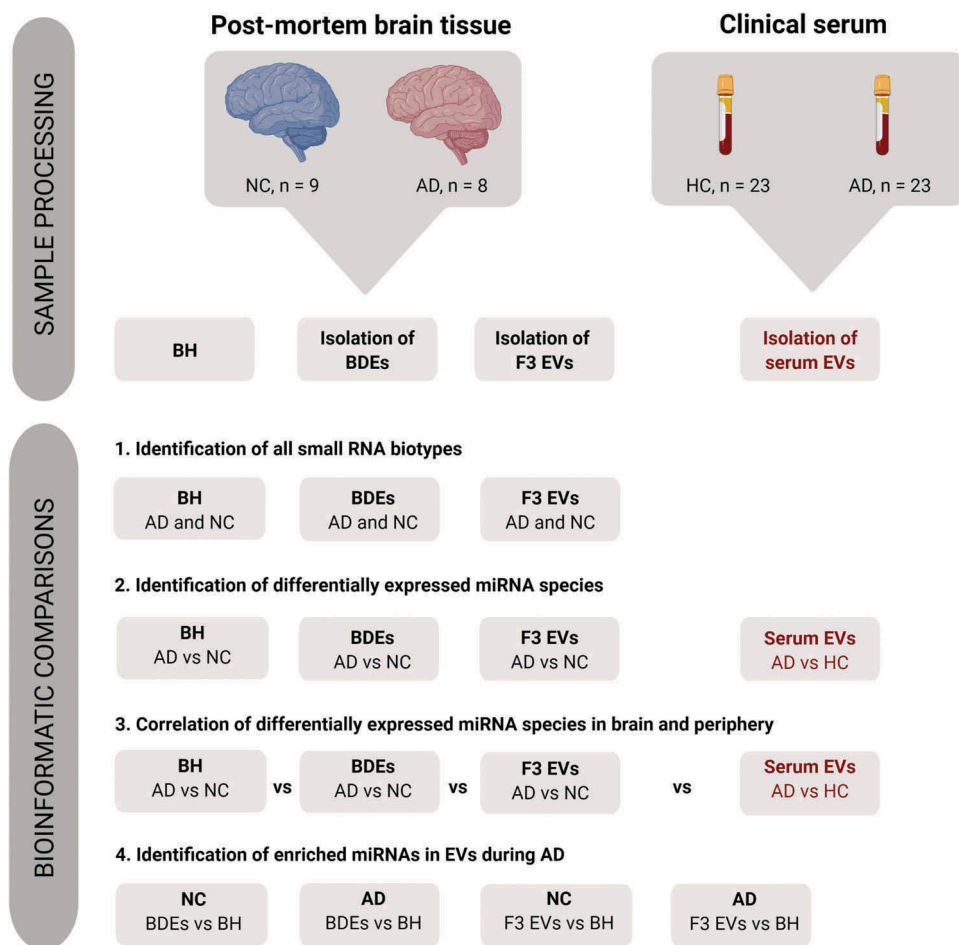 Post-mortem brain tissue
Clinical serum
SAMPLE PROCESSING
NC, n = 9
AD, n = 8
HC, n = 23
AD, n = 23
BH
Isolation of
BDEs
Isolation of
F3 EVs
Isolation of
serum EVs
BIOINFORMATIC COMPARISONS
1. Identification of all small RNA biotypes
BH
AD and NC
BDEs
AD and NC
F3 EVs
AD and NC
2. Identification of differentially expressed miRNA species
BH
AD vs NC
BDEs
AD vs NC
F3 EVs
AD vs NC
Serum EVs
AD vs HC
3. Correlation of differentially expressed miRNA species in brain and periphery
BH
AD vs NC
vs
BDEs
AD vs NC
vs
F3 EVs
AD vs NC
vs
Serum EVs
AD vs HC
4. Identification of enriched miRNAs in EVs during AD
NC
BDEs vs BH
AD
BDEs vs BH
NC
F3 EVs vs BH
AD
F3 EVs vs BH